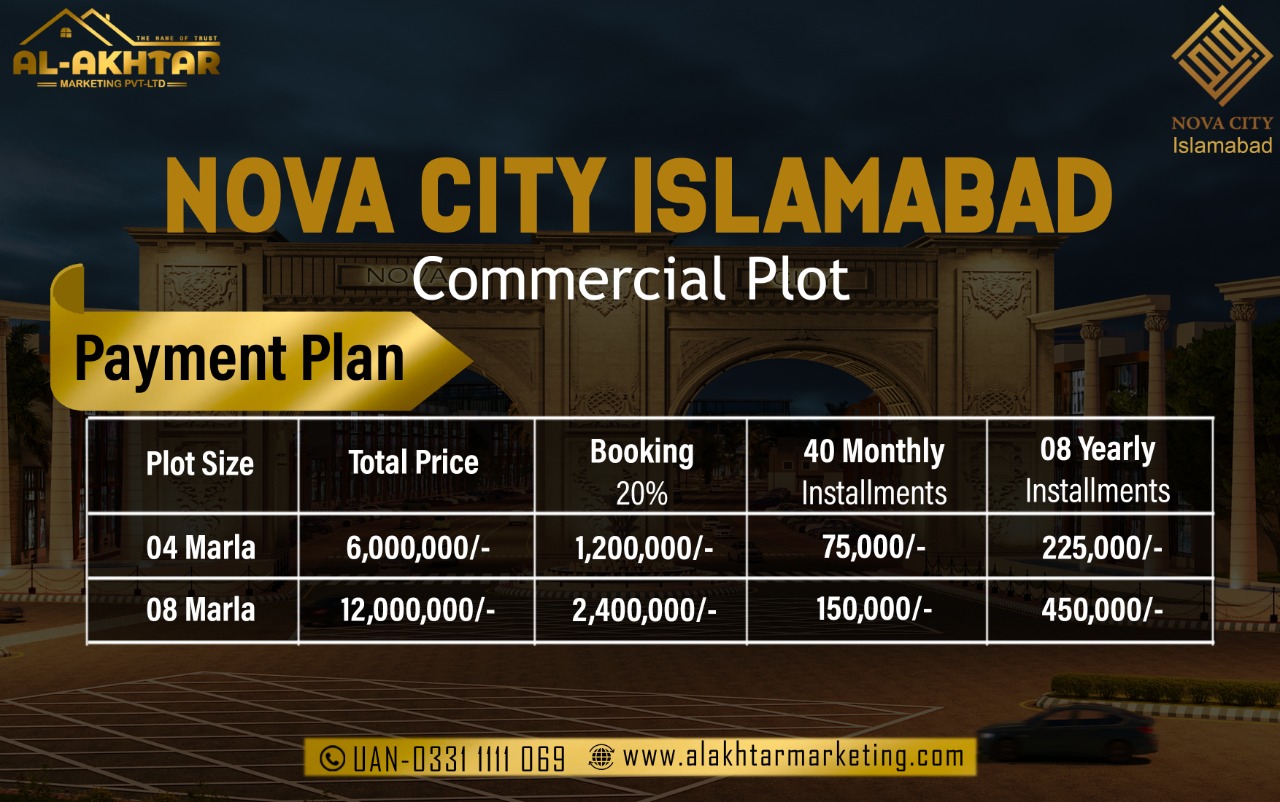 THE NAME OF TRUST
AL-AKHTAR
MARKETING PVT-LTD
NOVA CITY
Islamabad
NOVA CITY ISLAMABAD
NOVA
Commercial Plot
Payment Plan
Plot Size Total Price Booking 20% 40 Monthly Installments 08 Yearly Installments
04 Marla 6,000,000/- 1,200,000/- 75,000/- 225,000/-
08 Marla 12,000,000/- 2,400,000/- 150,000/- 450,000/-
UAN-0331 1111 069 www.alakhtarmarketing.com